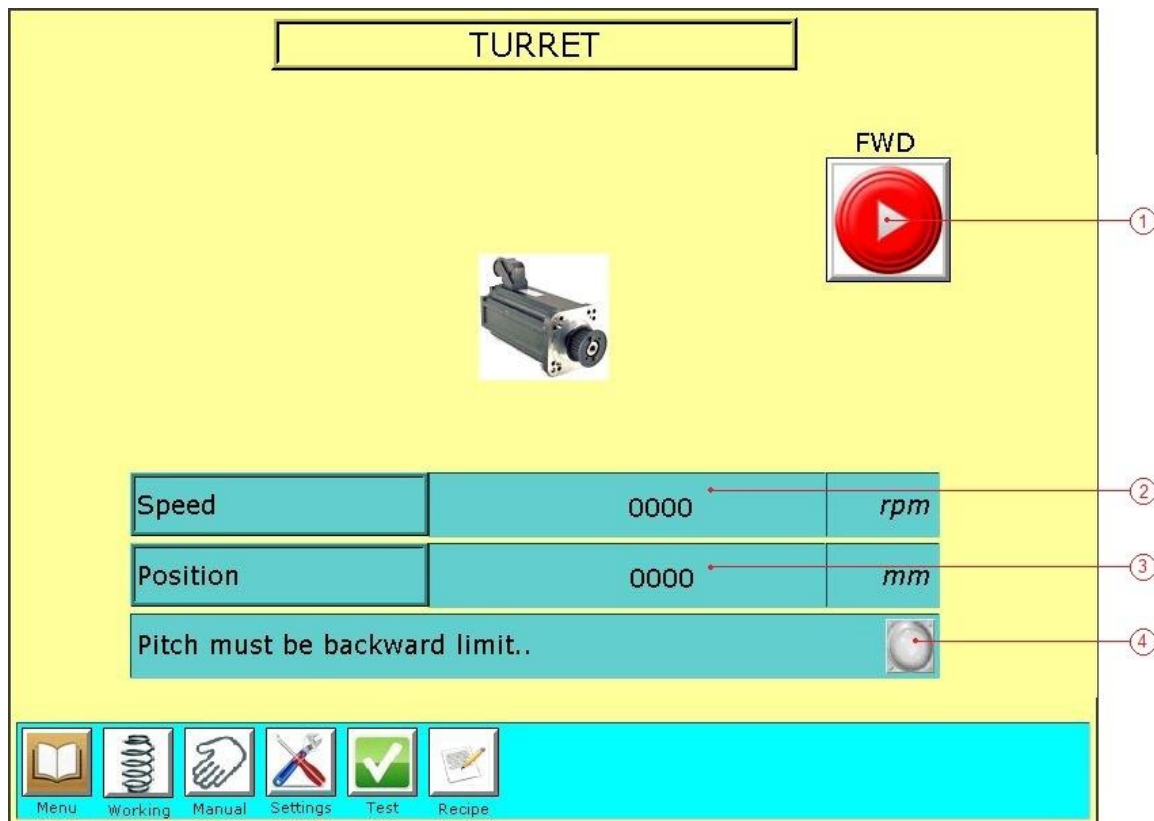 TURRET
FWD
1
Speed 0000 rpm
2
Position 0000 mm
3
Pitch must be backward limit..
4
Menu Working Manual Settings Test Recipe